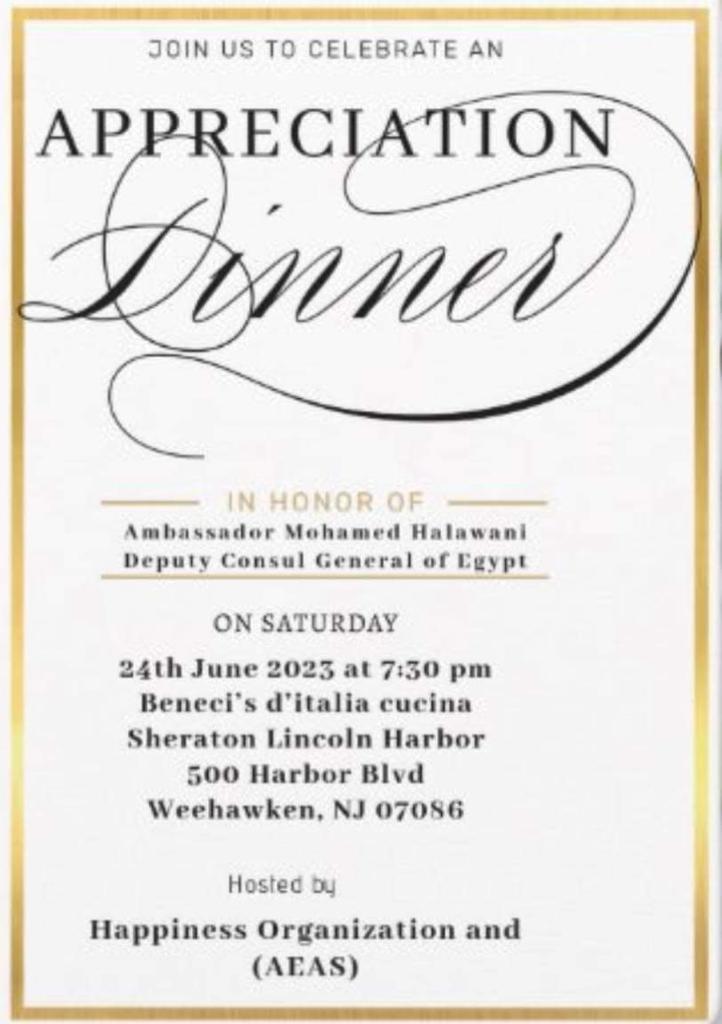 JOIN US TO CELEBRATE AN
APPRECIATION
Dinner
IN HONOR OF
Ambassador Mohamed Halawani
Deputy Consul General of Egypt
ON SATURDAY
24th June 2023 at 7:30 pm
Beneci's d'italia cucina
Sheraton Lincoln Harbor
500 Harbor Blvd
Weehawken, NJ 07086
Hosted by
Happiness Organization and
(AEAS)